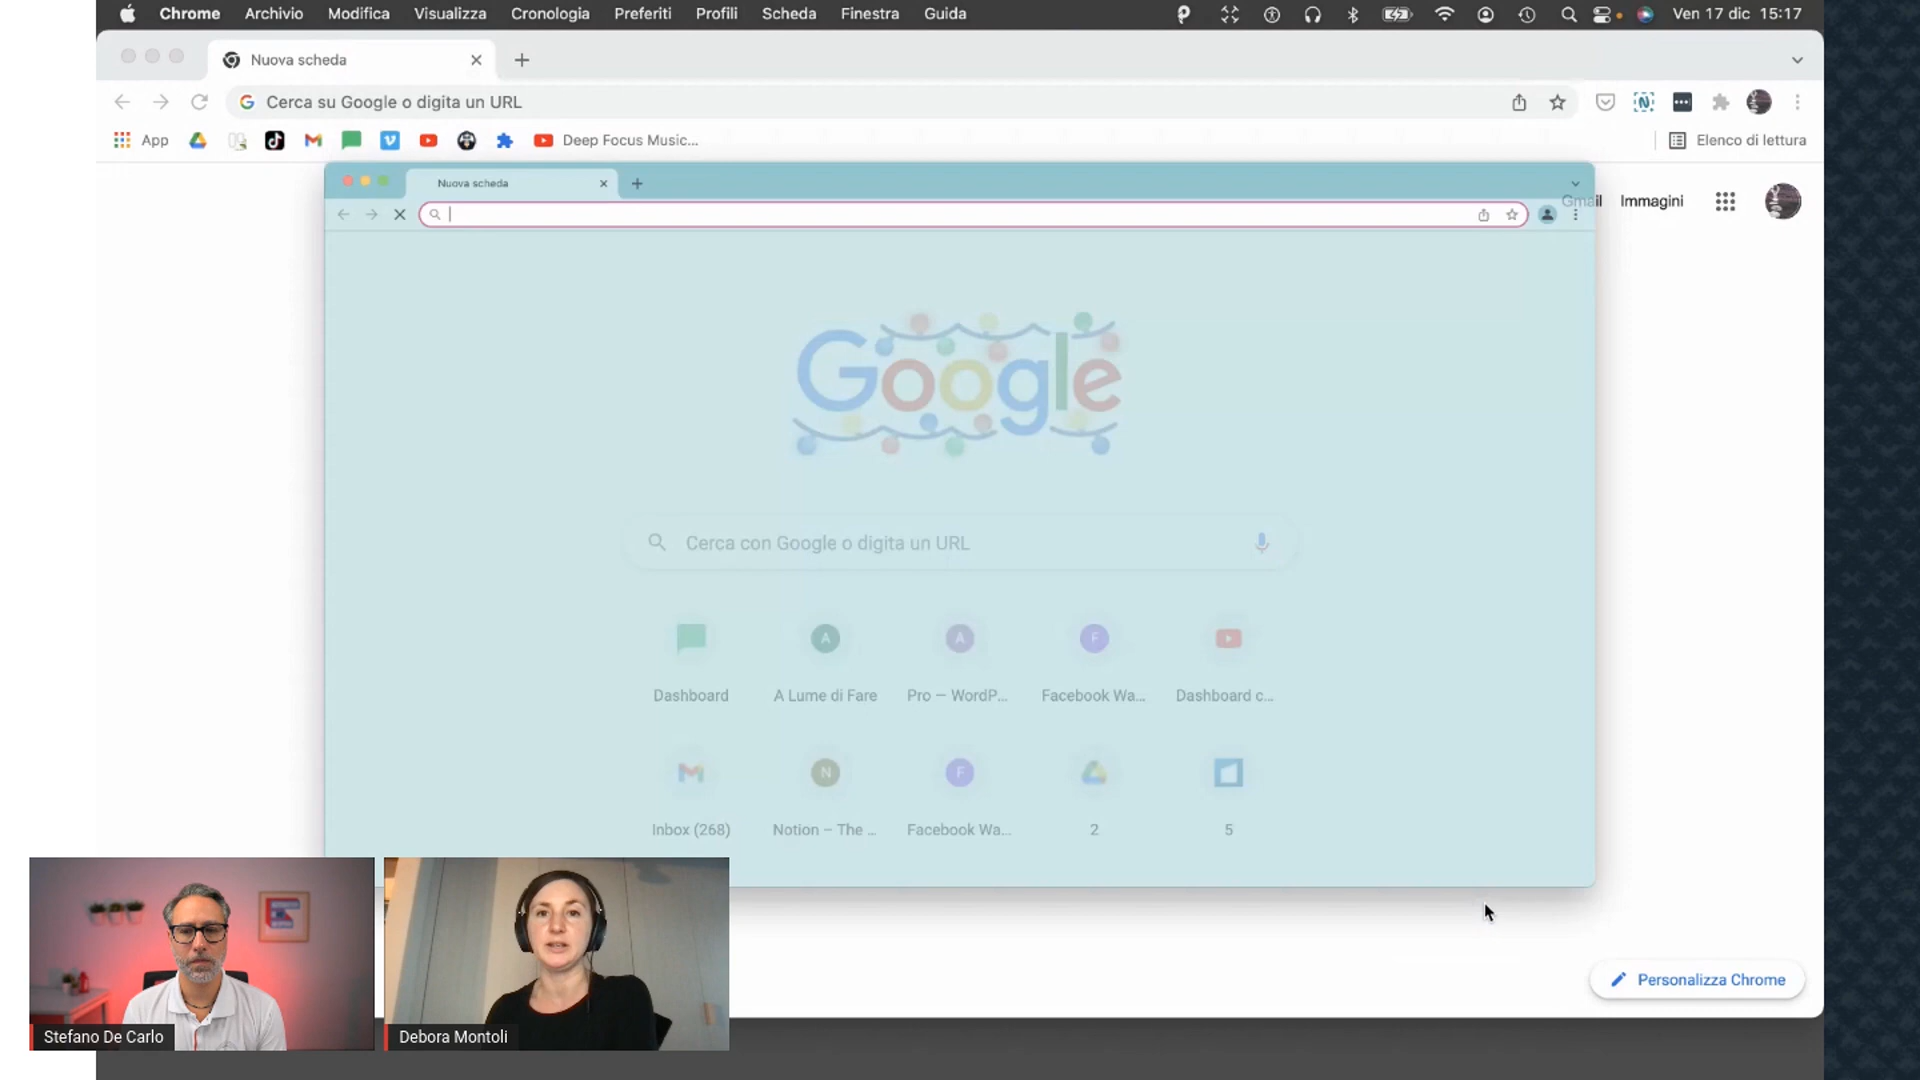 Chrome Archivio Modifica Visualizza Cronologia Preferiti Profili Scheda Finestra Guida Ven 17 dic 15:17
Nuova scheda
Cerca su Google o digita un URL
App Deep Focus Music... Elenco di lettura
Nuova scheda
Gmail Immagini
Google
Cerca con Google o digita un URL
A A F
Dashboard A Lume di Fare Pro – WordP... Facebook Wa... Dashboard c...
N F
Inbox (268) Notion – The ... Facebook Wa... 2 5
Personalizza Chrome
Stefano De Carlo Debora Montoli